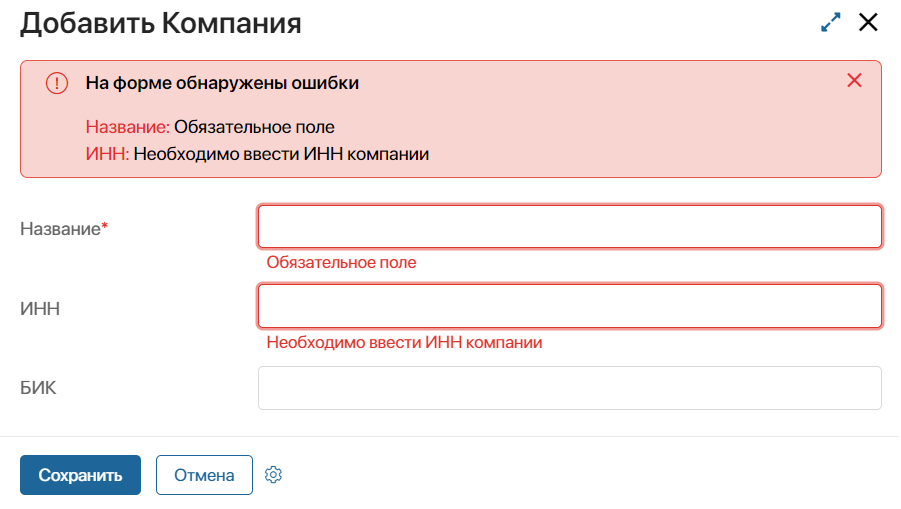 Добавить Компания
На форме обнаружены ошибки
Название: Обязательное поле
ИНН: Необходимо ввести ИНН компании
Название*
Обязательное поле
ИНН
Необходимо ввести ИНН компании
БИК
Сохранить
Отмена